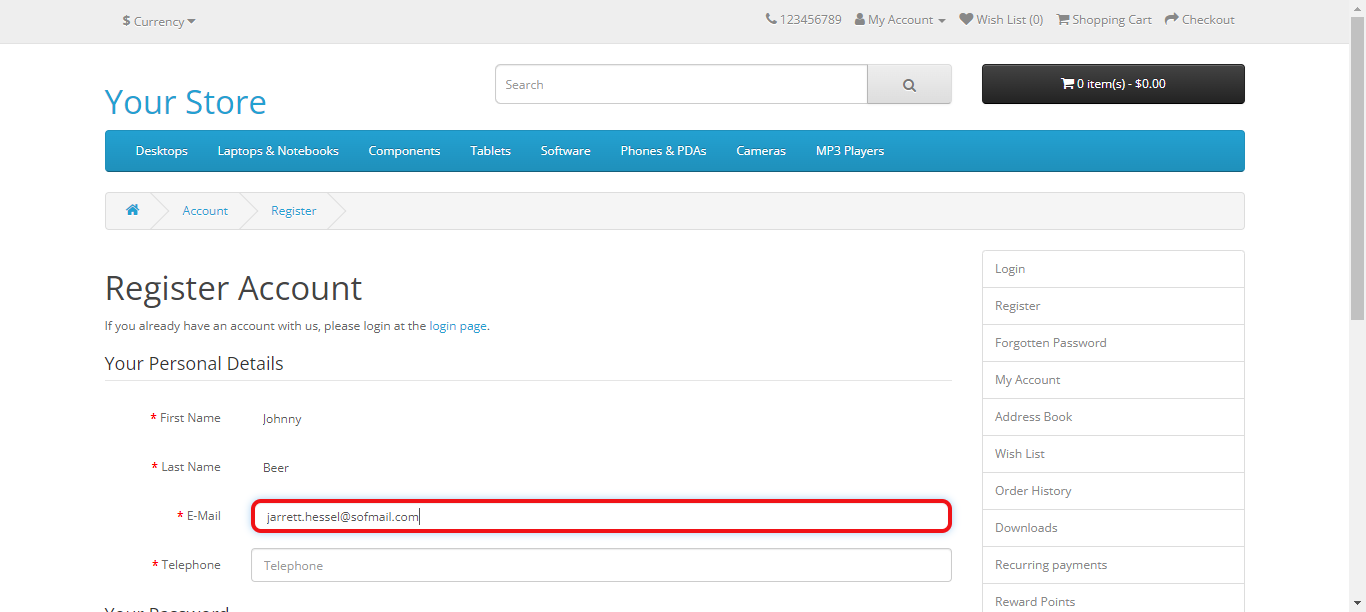 $ Currency
123456789 My Account Wish List (0) Shopping Cart Checkout
Your Store
Search
0 item(s) - $0.00
Desktops Laptops & Notebooks Components Tablets Software Phones & PDAs Cameras MP3 Players
Account Register
Register Account
If you already have an account with us, please login at the login page.
Your Personal Details
* First Name Johnny
* Last Name Beer
* E-Mail jarrett.hessel@sofmail.com
* Telephone Telephone
Your Password
Login
Register
Forgotten Password
My Account
Address Book
Wish List
Order History
Downloads
Recurring payments
Reward Points